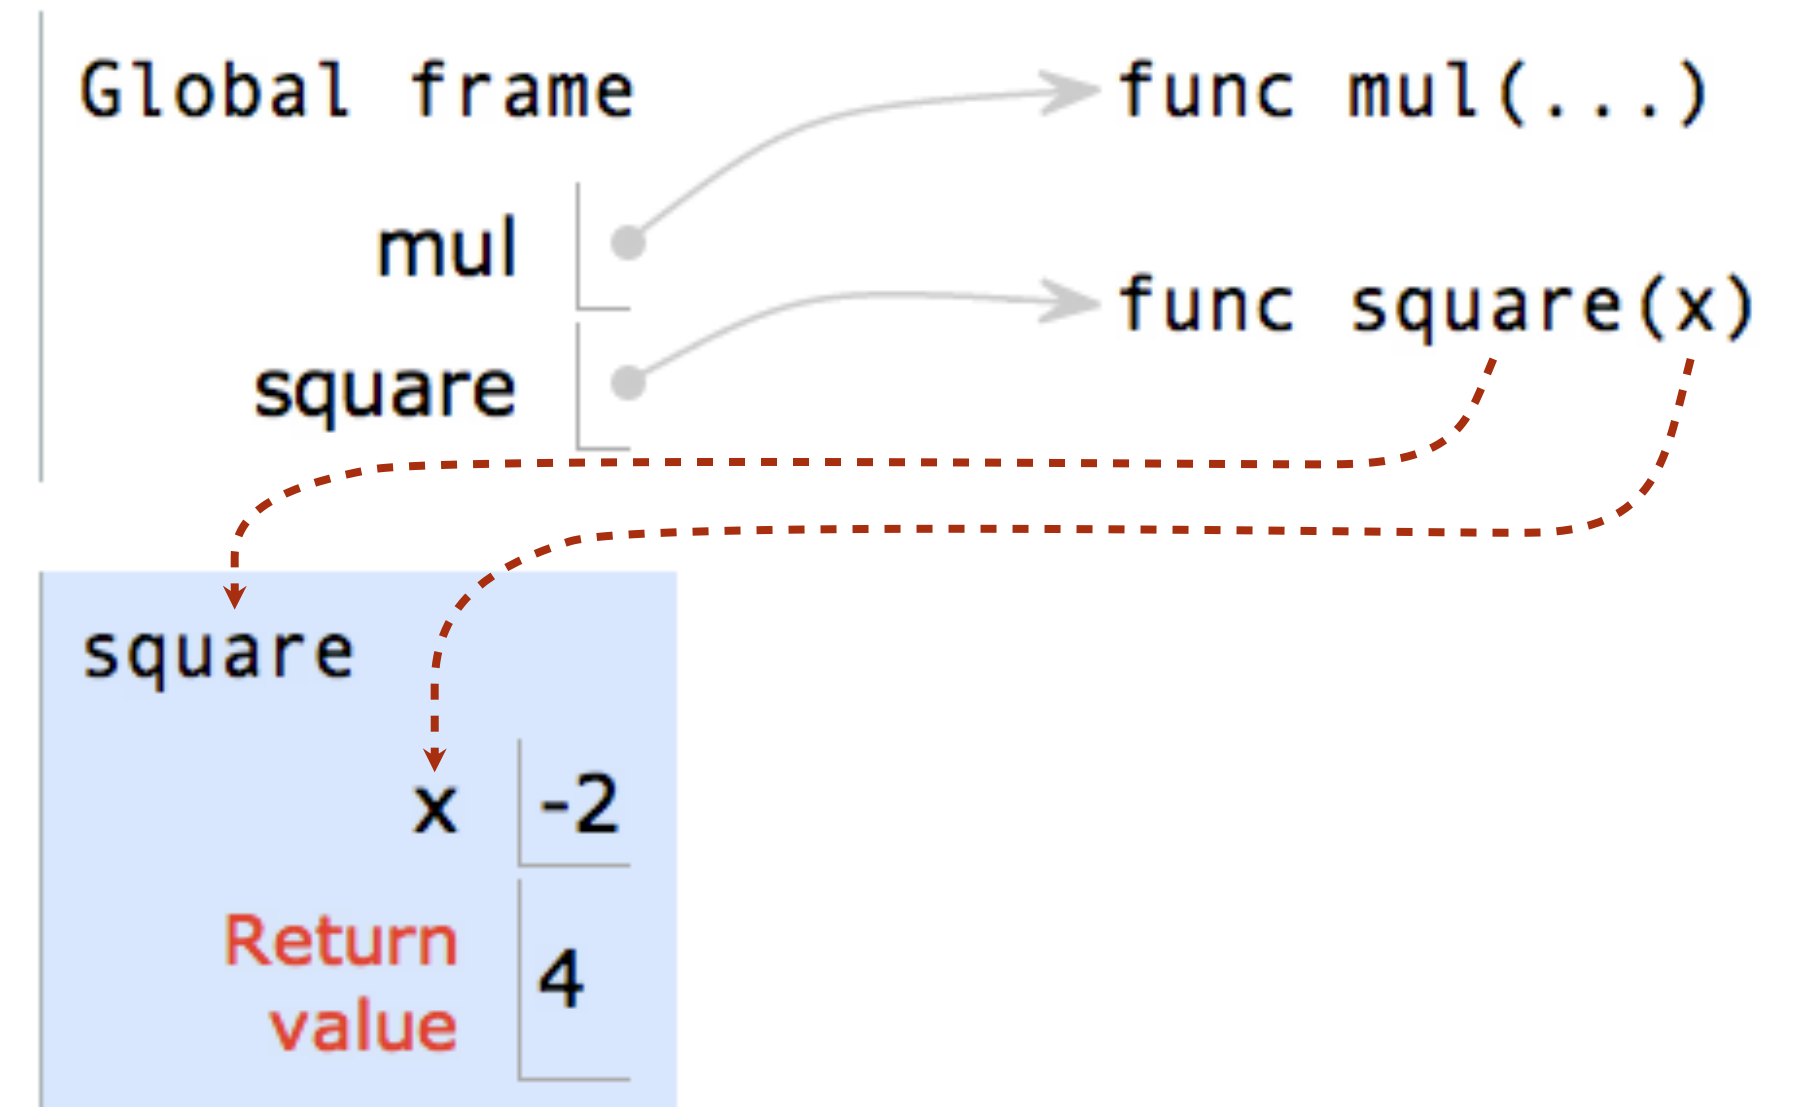 Global frame
func mul(...)
mul
func square(x)
square
square
x
-2
Return
value
4